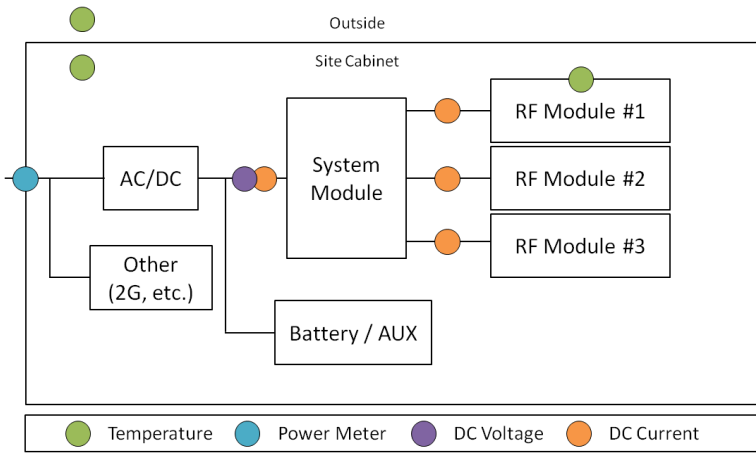 Outside
Site Cabinet
RF Module #1
AC/DC
System
Module
RF Module #2
Other
(2G, etc.)
RF Module #3
Battery / AUX
Temperature
Power Meter
DC Voltage
DC Current